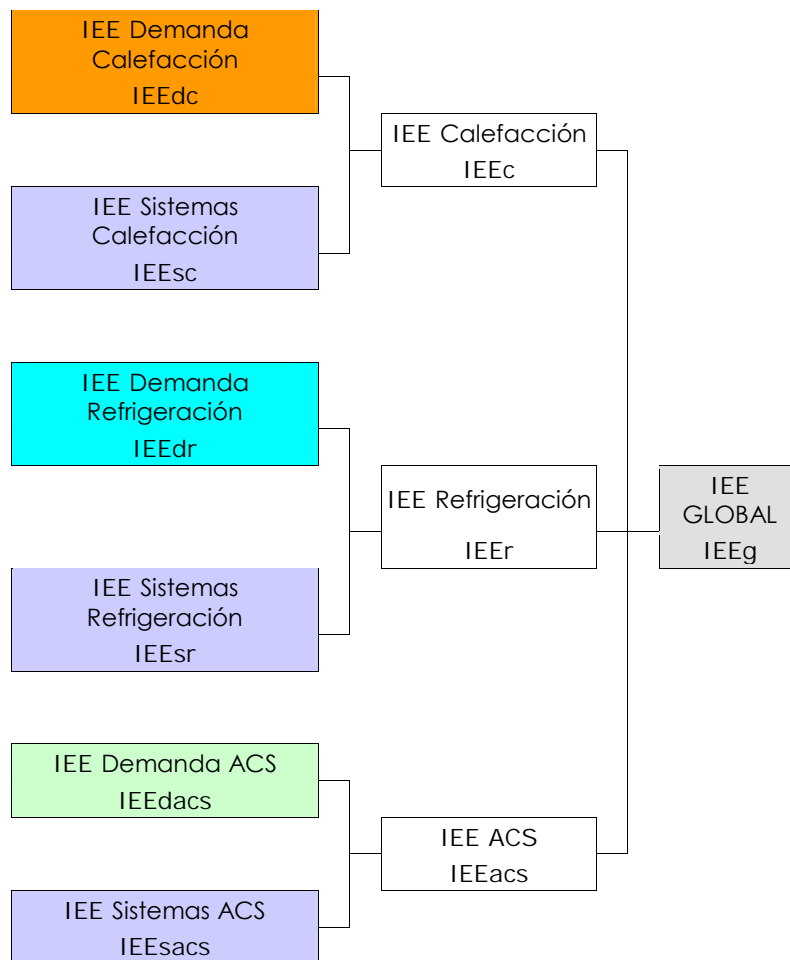 IEE Demanda
Calefacción
IEEdc
IEE Calefacción
IEEc
IEE Sistemas
Calefacción
IEEsc
IEE Demanda
Refrigeración
IEEdr
IEE Refrigeración
IEEr
IEE
GLOBAL
IEEg
IEE Sistemas
Refrigeración
IEEsr
IEE Demanda ACS
IEEdacs
IEE ACS
IEEacs
IEE Sistemas ACS
IEEsacs